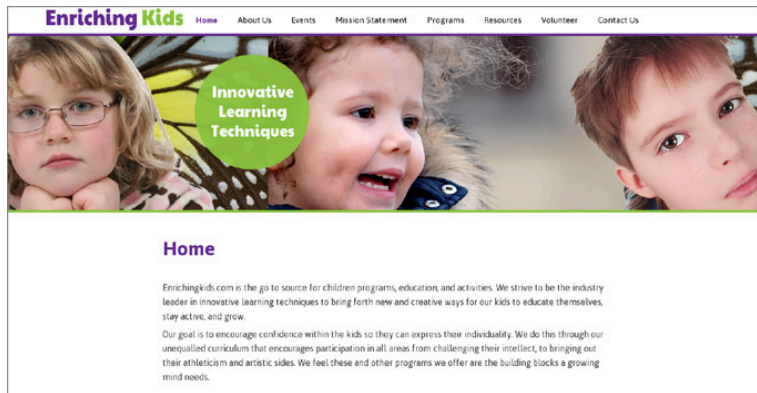 Enriching Kids Home About Us Events Mission Statement Programs Resources Volunteer Contact Us
Innovative
Learning
Techniques
Home
Enrichingkids.com is the go to source for children programs, education, and activities. We strive to be the industry
leader in innovative learning techniques to bring forth new and creative ways for our kids to educate themselves,
stay active, and grow.
Our goal is to encourage confidence within the kids so they can express their individuality. We do this through our
unequalled curriculum that encourages participation in all areas from challenging their intellect, to bringing out
their athleticism and artistic sides. We feel these and other programs we offer are the building blocks a growing
mind needs.